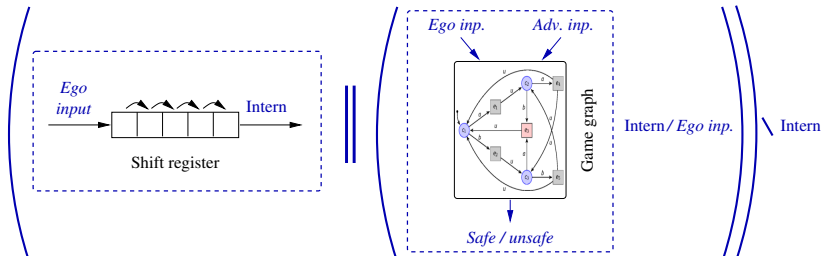 Ego
input
Intern
Shift register
Ego inp.
Adv. inp.
Game graph
Safe / unsafe
Intern / Ego inp.
\ Intern